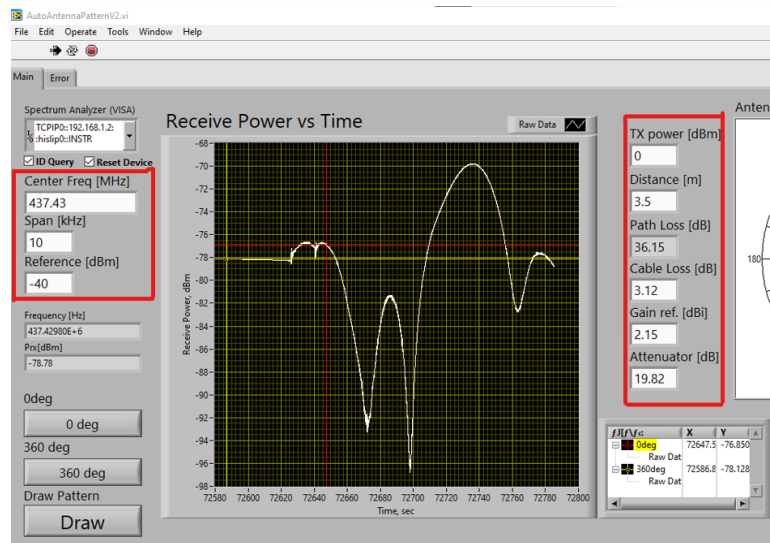 AutoAntennaPatternV2.vi
File Edit Operate Tools Window Help
Main Error
Spectrum Analyzer (VISA)
TCPIP0::192.168.1.2:
:hislip0::INSTR
ID Query Reset Device
Center Freq [MHz]
437.43
Span [kHz]
10
Reference [dBm]
-40
Frequency [Hz]
437.42980E+6
Prx[dBm]
-78.78
0deg
0 deg
360 deg
360 deg
Draw Pattern
Draw
Receive Power vs Time
Raw Data
Receive Power, dBm
-68
-70
-72
-74
-76
-78
-80
-82
-84
-86
-88
-90
-92
-94
-96
-98
72580 72600 72620 72640 72660 72680 72700 72720 72740 72760 72780 72800
Time, sec
TX power [dBm]
0
Distance [m]
3.5
Path Loss [dB]
36.15
Cable Loss [dB]
3.12
Gain ref. [dBi]
2.15
Attenuator [dB]
19.82
Anten
180
X Y
0deg 72647.5 -76.850
Raw Dat
360deg 72586.8 -78.128
Raw Dat